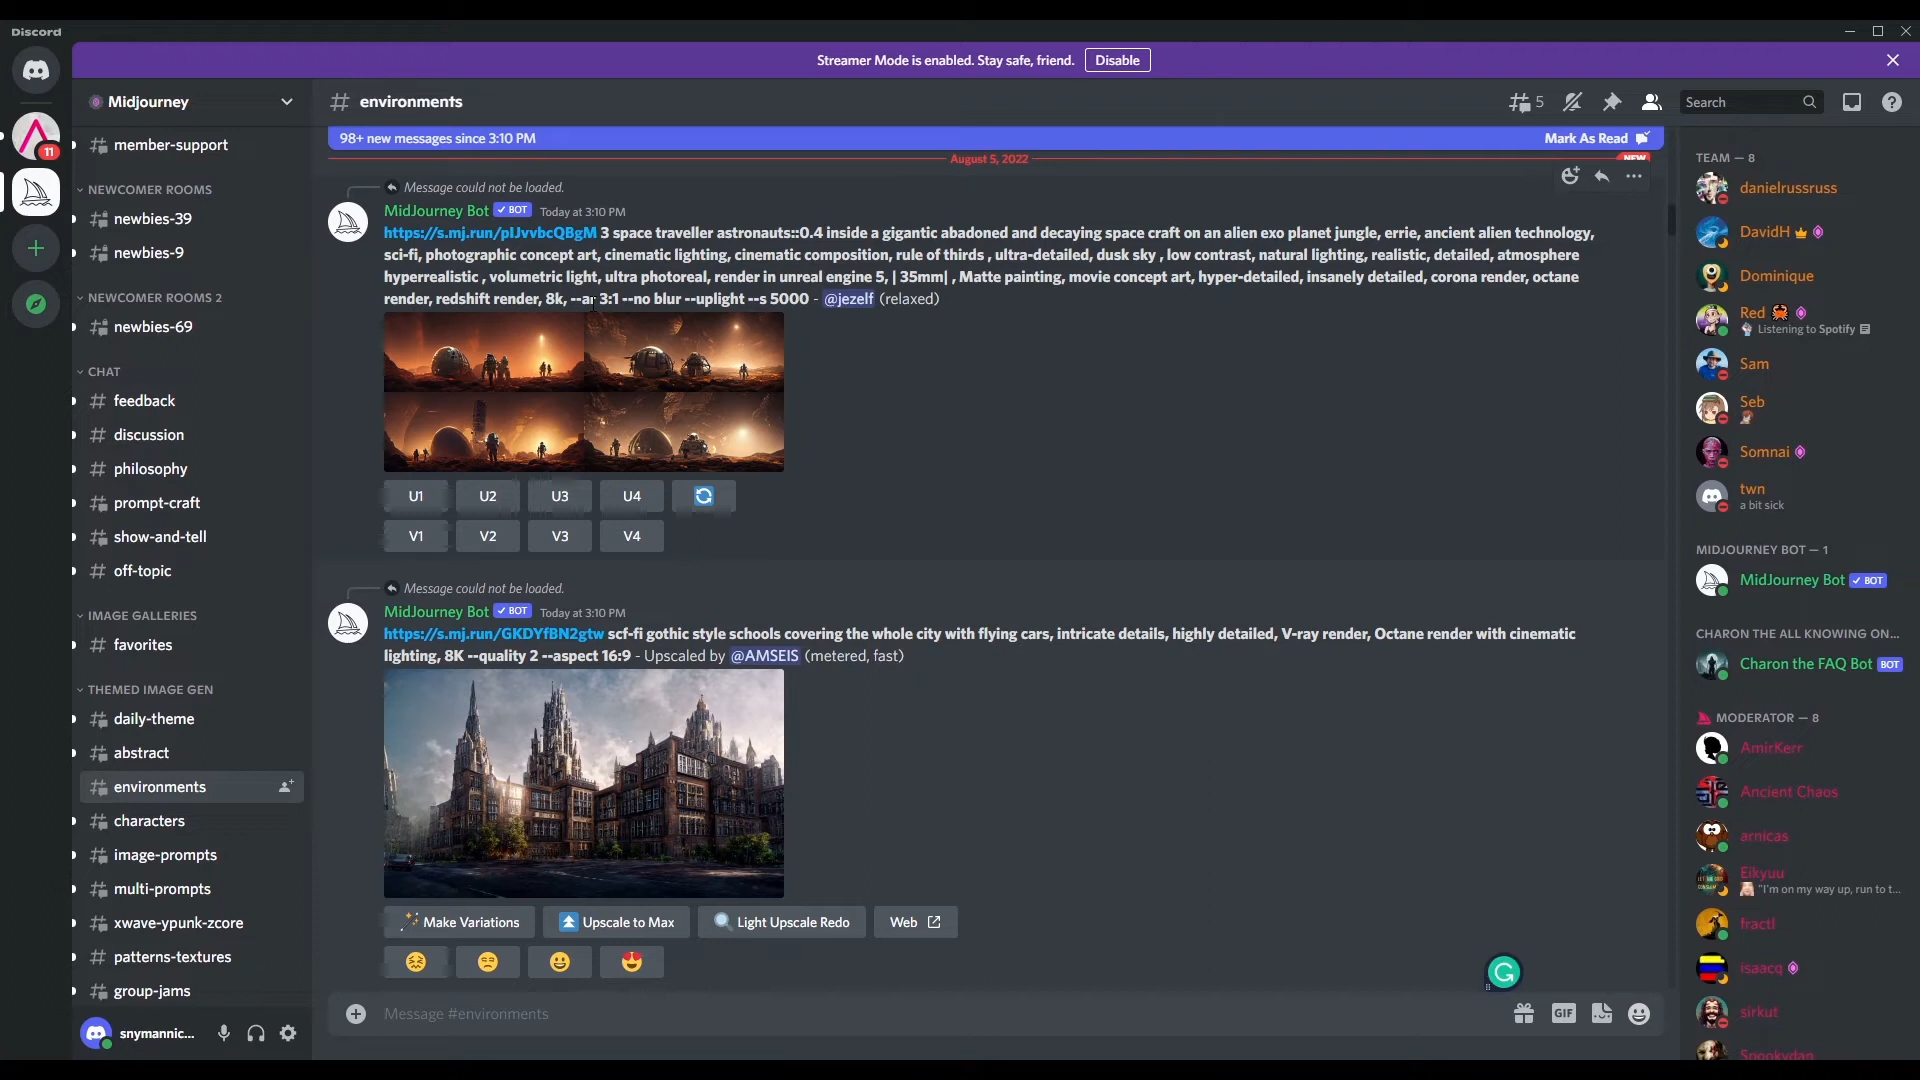 Discord
Streamer Mode is enabled. Stay safe, friend. Disable
Midjourney
environments
5
Search
11
member-support
NEWCOMER ROOMS
newbies-39
newbies-9
NEWCOMER ROOMS 2
newbies-69
CHAT
feedback
discussion
philosophy
prompt-craft
show-and-tell
off-topic
IMAGE GALLERIES
favorites
THEMED IMAGE GEN
daily-theme
abstract
environments
characters
image-prompts
multi-prompts
xwave-ypunk-zcore
patterns-textures
group-jams
snymannic...
98+ new messages since 3:10 PM
Mark As Read
August 5, 2022
NEW
Message could not be loaded.
MidJourney Bot ✓ BOT Today at 3:10 PM
https://s.mj.run/pIJvvbcQBgM 3 space traveller astronauts::0.4 inside a gigantic abadoned and decaying space craft on an alien exo planet jungle, errie, ancient alien technology,
sci-fi, photographic concept art, cinematic lighting, cinematic composition, rule of thirds , ultra-detailed, dusk sky , low contrast, natural lighting, realistic, detailed, atmosphere
hyperrealistic , volumetric light, ultra photoreal, render in unreal engine 5, | 35mm| , Matte painting, movie concept art, hyper-detailed, insanely detailed, corona render, octane
render, redshift render, 8k, --ar 3:1 --no blur --uplight --s 5000 - @jezelf (relaxed)
U1 U2 U3 U4
V1 V2 V3 V4
Message could not be loaded.
MidJourney Bot ✓ BOT Today at 3:10 PM
https://s.mj.run/GKDYfBN2gtw scf-fi gothic style schools covering the whole city with flying cars, intricate details, highly detailed, V-ray render, Octane render with cinematic
lighting, 8K --quality 2 --aspect 16:9 - Upscaled by @AMSEIS (metered, fast)
Make Variations Upscale to Max Light Upscale Redo Web
G
Message #environments
GIF
TEAM — 8
danielrussruss
DavidH
Dominique
Red
Listening to Spotify
Sam
Seb
Somnai
twn
a bit sick
MIDJOURNEY BOT — 1
MidJourney Bot ✓ BOT
CHARON THE ALL KNOWING ON...
Charon the FAQ Bot BOT
MODERATOR — 8
AmirKerr
Ancient Chaos
arnicas
Eikyuu
"I'm on my way up, run to t...
fractl
isaacq
sirkut
Spookydan